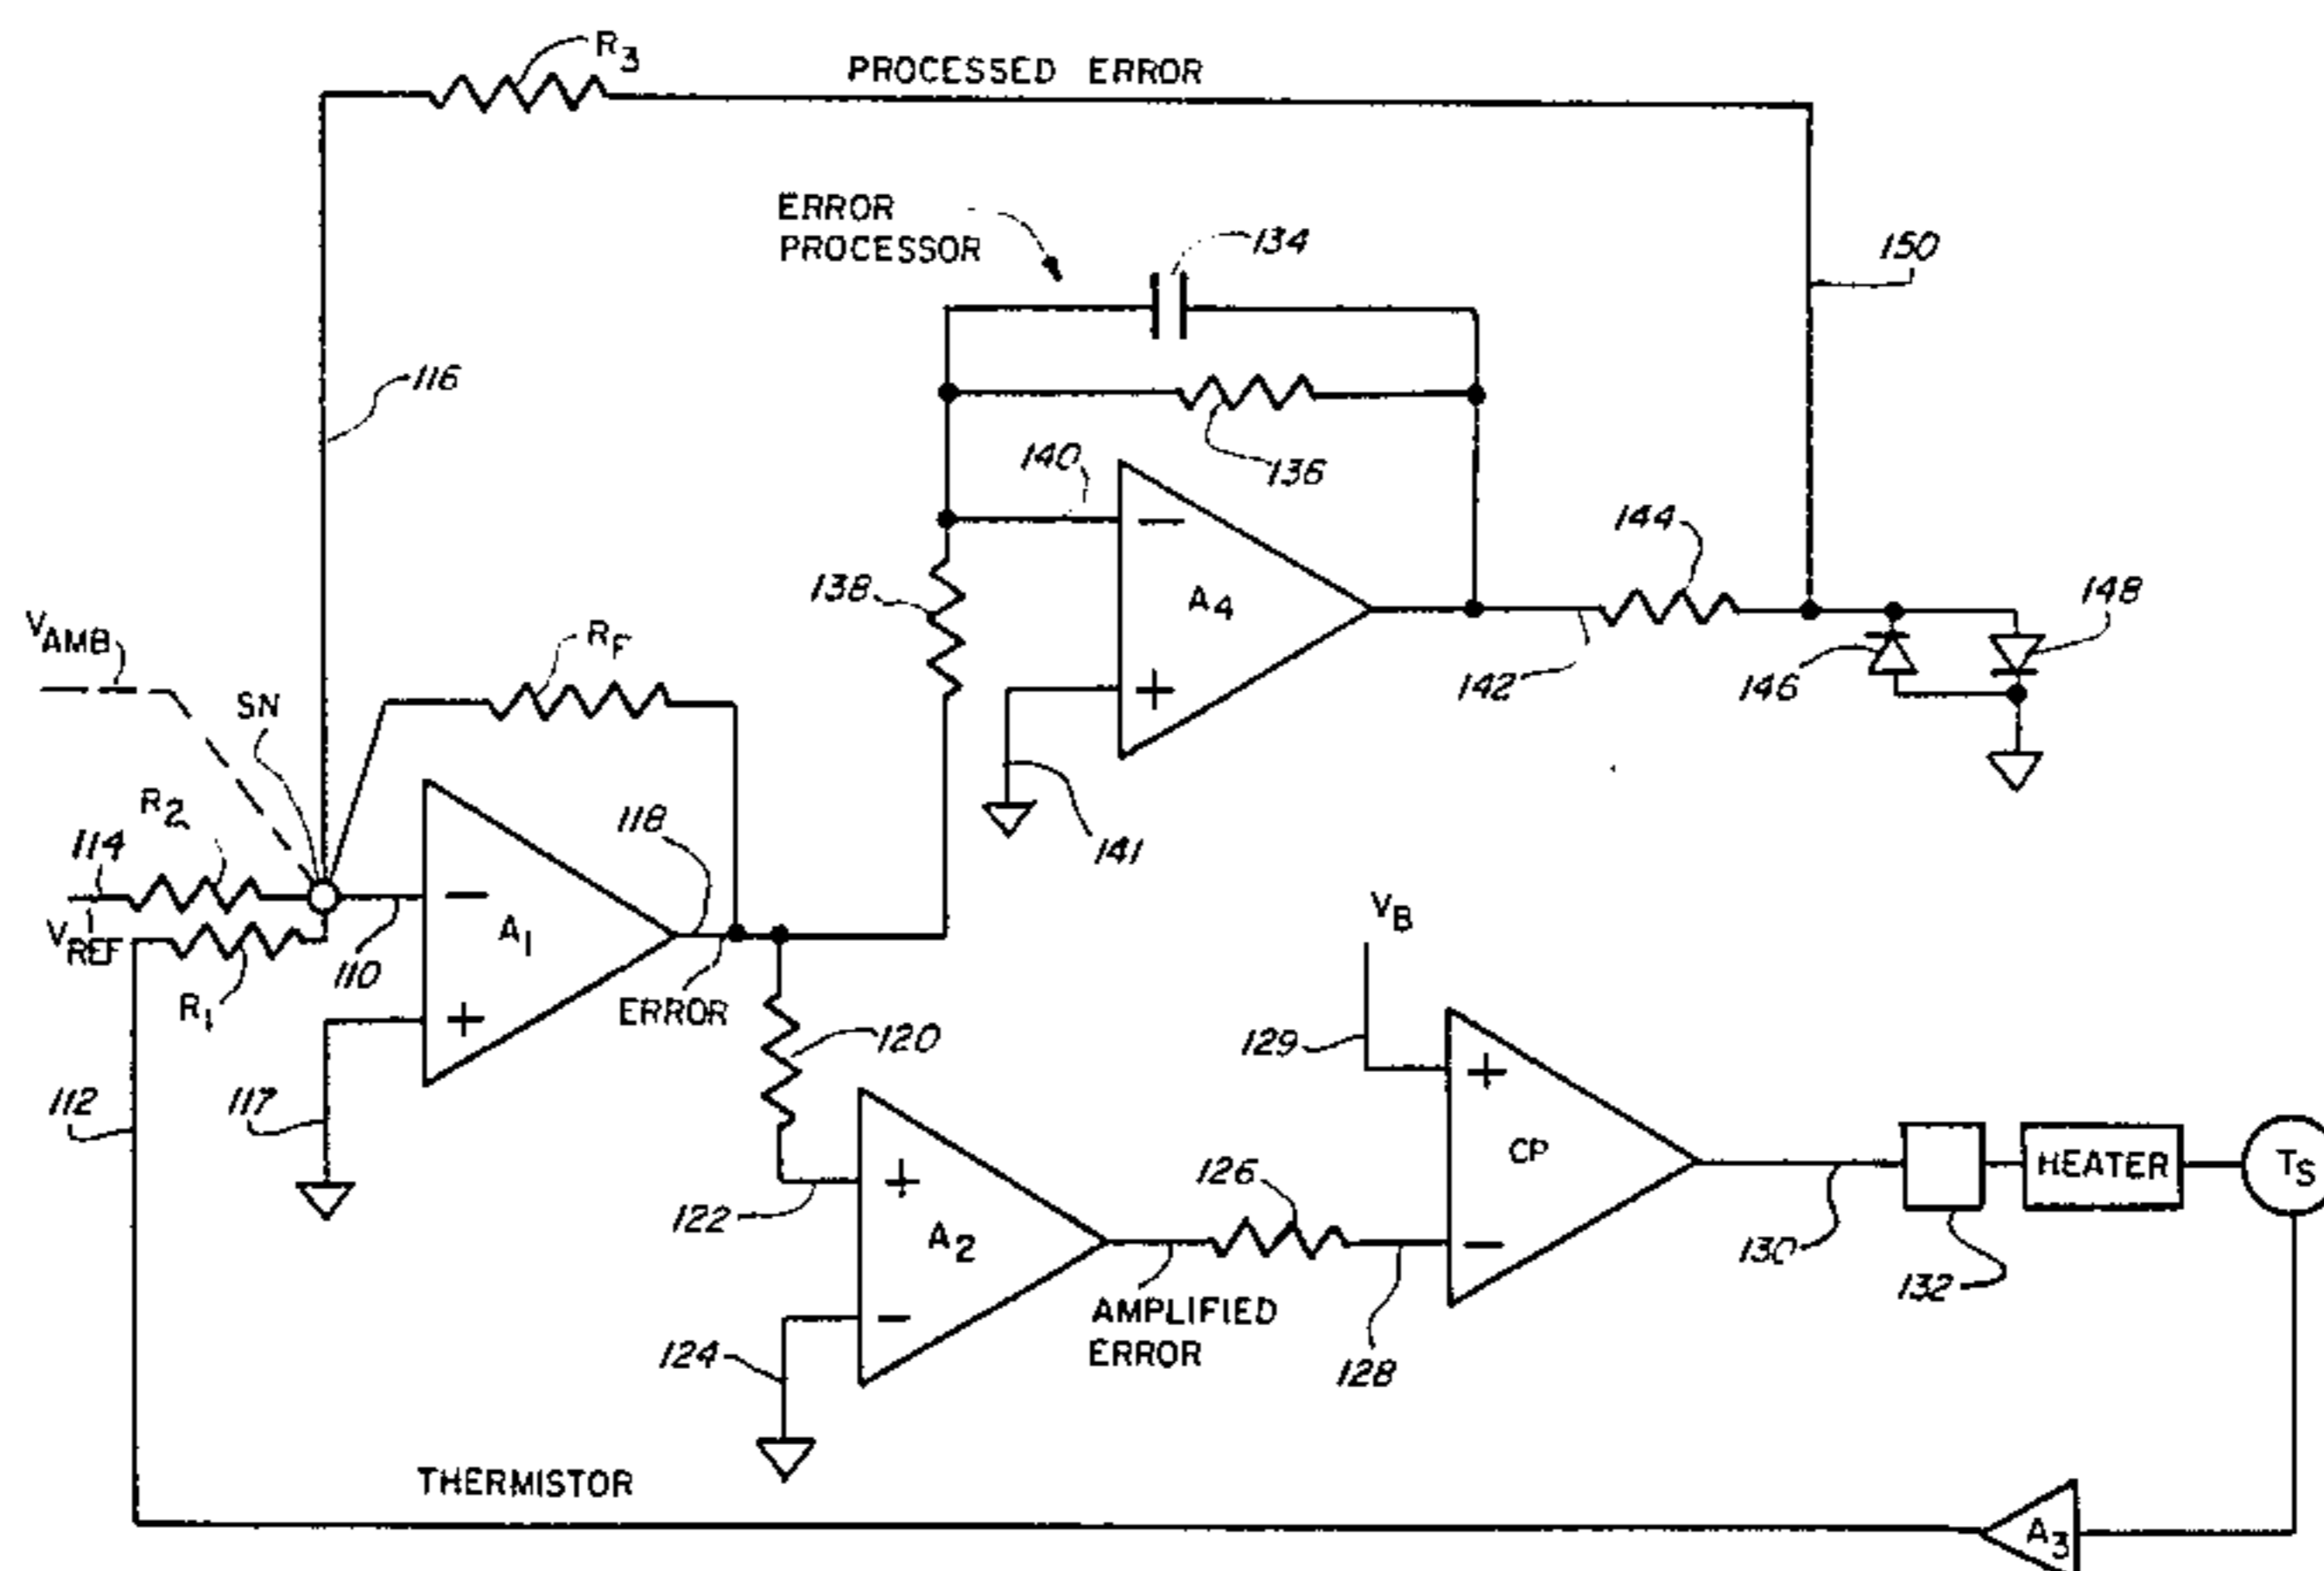 R3
PROCESSED ERROR
ERROR
PROCESSOR
134
150
116
136
140
144
138
A4
148
VAMB
RF
SN
142
146
R2
118
141
114
VB
VREF
A1
110
R1
ERROR
120
129
112
117
CP
126
HEATER
TS
122
A2
130
132
AMPLIFIED
ERROR
124
128
THERMISTOR
A3